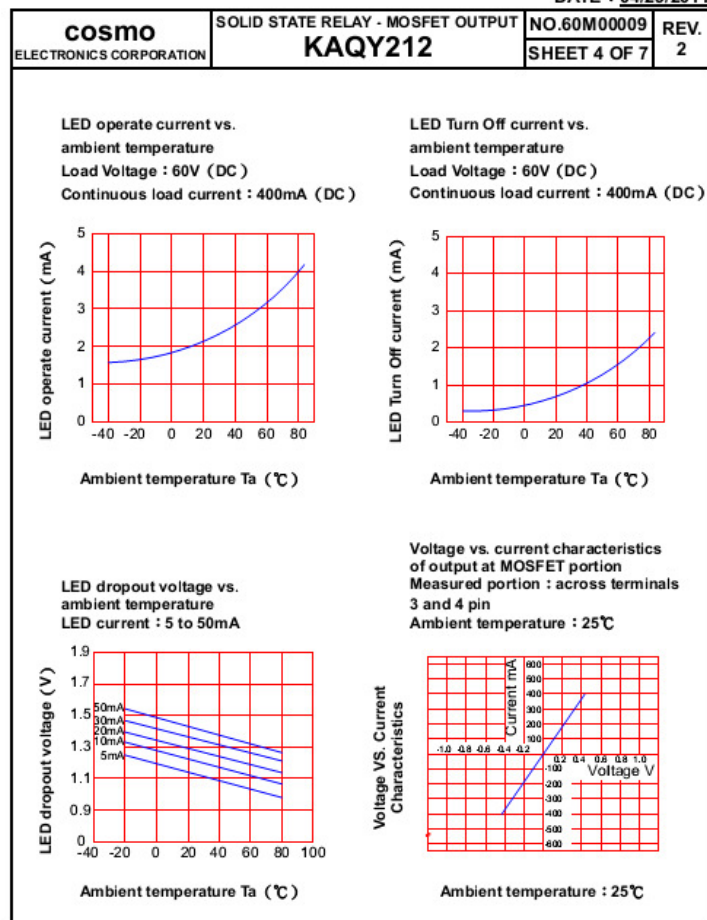 cosmo
ELECTRONICS CORPORATION
SOLID STATE RELAY - MOSFET OUTPUT
KAQY212
NO.60M00009
SHEET 4 OF 7
REV.
2
LED operate current vs.
ambient temperature
Load Voltage : 60V (DC)
Continuous load current : 400mA (DC)
5
4
3
2
1
0
-40 -20 0 20 40 60 80
LED operate current (mA)
Ambient temperature Ta (℃)
LED Turn Off current vs.
ambient temperature
Load Voltage : 60V (DC)
Continuous load current : 400mA (DC)
5
4
3
2
1
0
-40 -20 0 20 40 60 80
LED Turn Off current (mA)
Ambient temperature Ta (℃)
LED dropout voltage vs.
ambient temperature
LED current : 5 to 50mA
1.9
1.7
1.5
1.3
1.1
0.9
0
50mA
30mA
20mA
10mA
5mA
-40 -20 0 20 40 60 80 100
LED dropout voltage (V)
Ambient temperature Ta (℃)
Voltage vs. current characteristics
of output at MOSFET portion
Measured portion : across terminals
3 and 4 pin
Ambient temperature : 25℃
Voltage VS. Current
Characteristics
Current mA
600
500
400
300
200
100
-1.0 -0.8 -0.6 -0.4 -0.2
0.2 0.4 0.6 0.8 1.0
Voltage V
-100
-200
-300
-400
-500
-600
Ambient temperature : 25℃